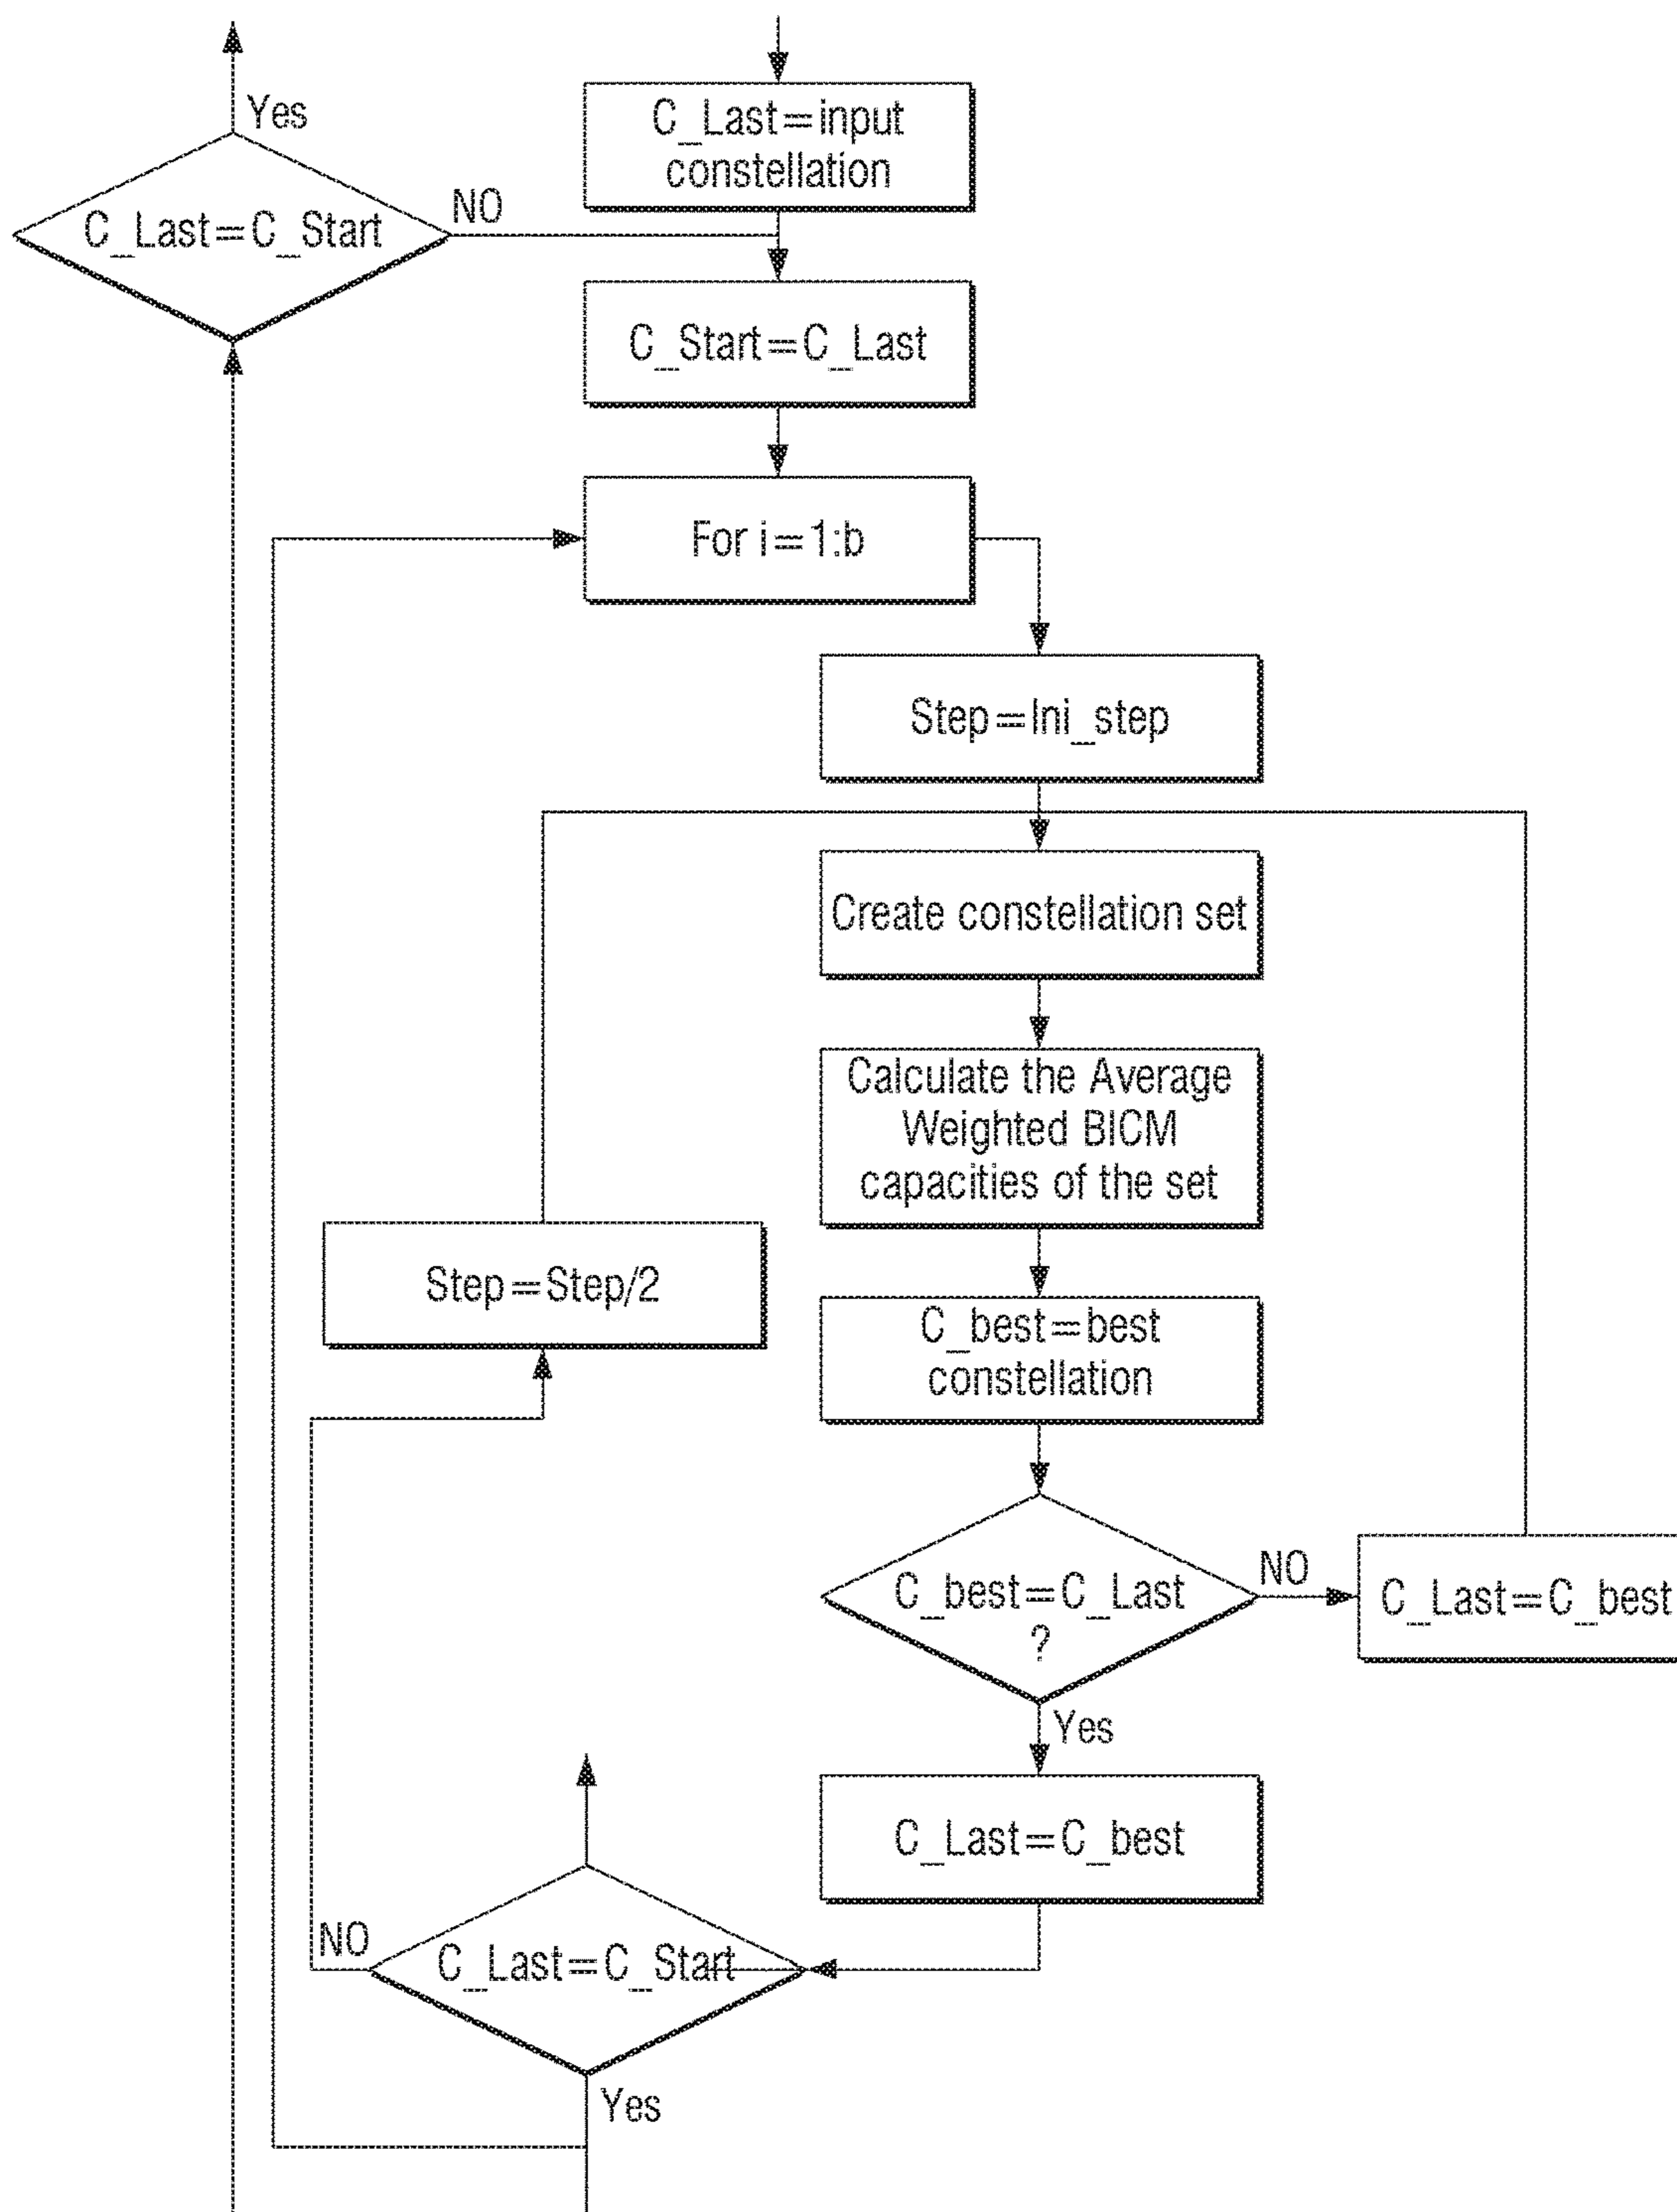 Yes
C_Last=input
constellation
C_Last=C_Start
NO
C_Start=C_Last
For i=1:b
Step=Ini_step
Create constellation set
Calculate the Average
Weighted BICM
capacities of the set
Step=Step/2
C_best=best
constellation
C_best=C_Last
?
NO
C_Last=C_best
Yes
C_Last=C_best
NO
C_Last=C_Start
Yes